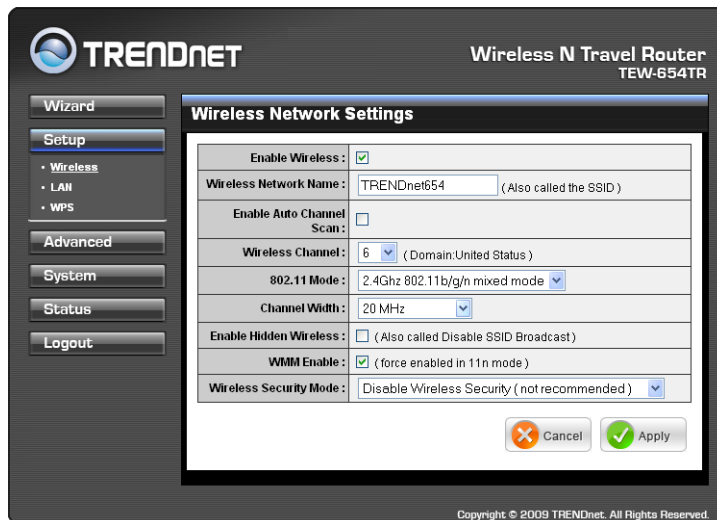 TRENDNET
Wireless N Travel Router
TEW-654TR
Wizard
Setup
• Wireless
• LAN
• WPS
Advanced
System
Status
Logout
Wireless Network Settings
Enable Wireless :
Wireless Network Name : TRENDnet654 ( Also called the SSID )
Enable Auto Channel
Scan :
Wireless Channel : 6 ( Domain:United Status )
802.11 Mode : 2.4Ghz 802.11b/g/n mixed mode
Channel Width : 20 MHz
Enable Hidden Wireless : ( Also called Disable SSID Broadcast )
WMM Enable : ( force enabled in 11n mode )
Wireless Security Mode : Disable Wireless Security ( not recommended )
Cancel Apply
Copyright © 2009 TRENDnet. All Rights Reserved.